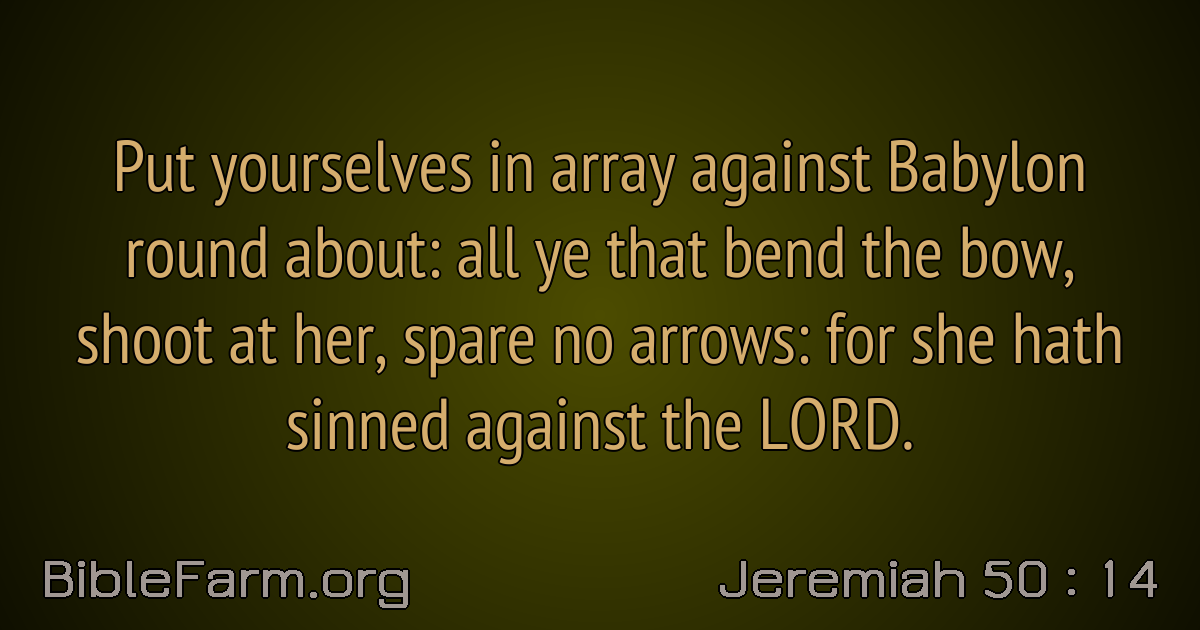 Put yourselves in array against Babylon
round about: all ye that bend the bow,
shoot at her, spare no arrows: for she hath
sinned against the LORD.
BibleFarm.org
Jeremiah 50 : 14